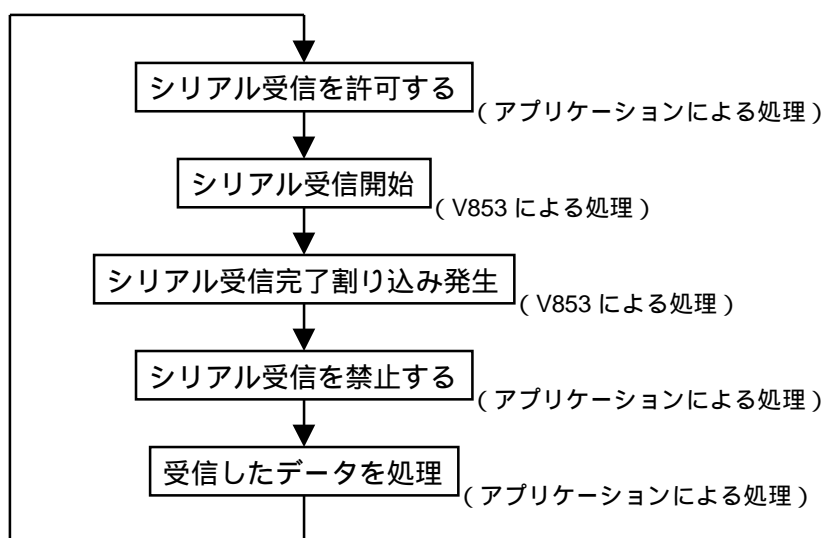 シリアル受信を許可する
(アプリケーションによる処理)
シリアル受信開始
(V853 による処理)
シリアル受信完了割り込み発生
(V853 による処理)
シリアル受信を禁止する
(アプリケーションによる処理)
受信したデータを処理
(アプリケーションによる処理)